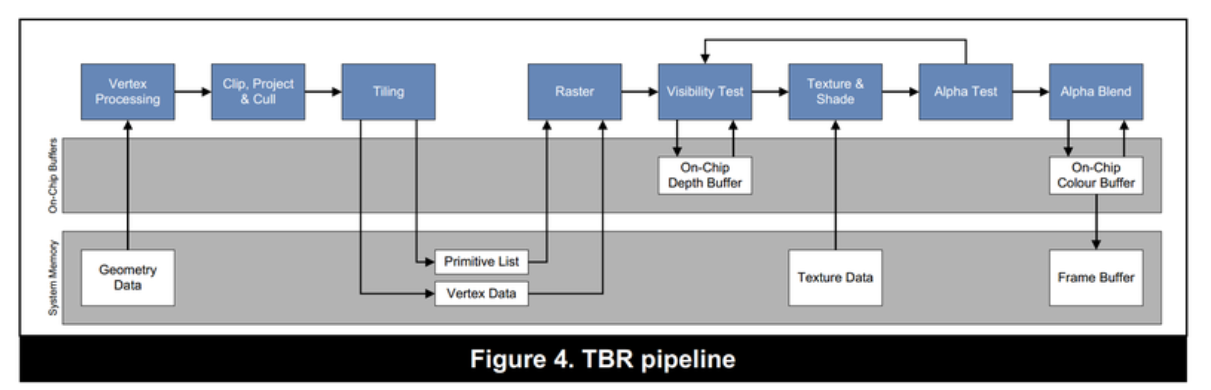 Vertex
Processing
Clip, Project
& Cull
Tiling
Raster
Visibility Test
Texture &
Shade
Alpha Test
Alpha Blend
On-Chip Buffers
On-Chip
Depth Buffer
On-Chip
Colour Buffer
System Memory
Geometry
Data
Primitive List
Vertex Data
Texture Data
Frame Buffer
Figure 4. TBR pipeline